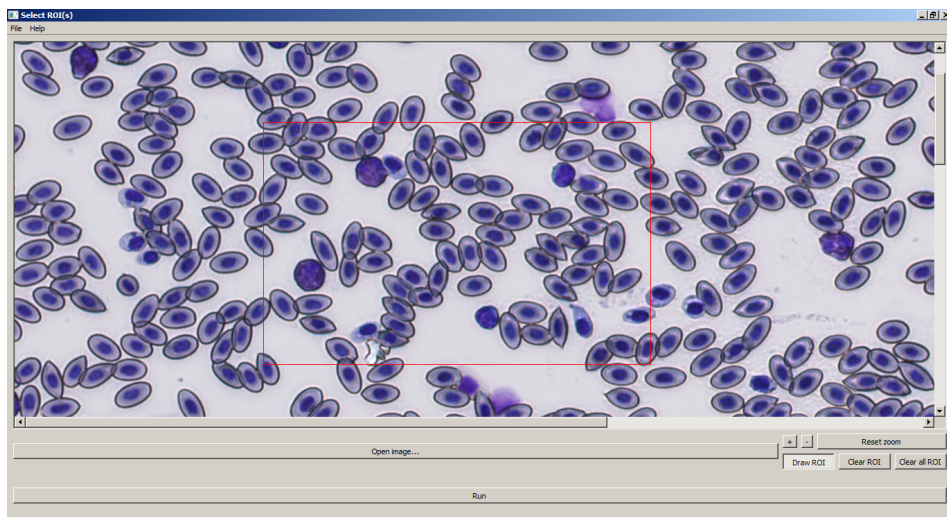 Select ROI(s)
File Help
Open image...
+ - Reset zoom
Draw ROI Clear ROI Clear all ROI
Run